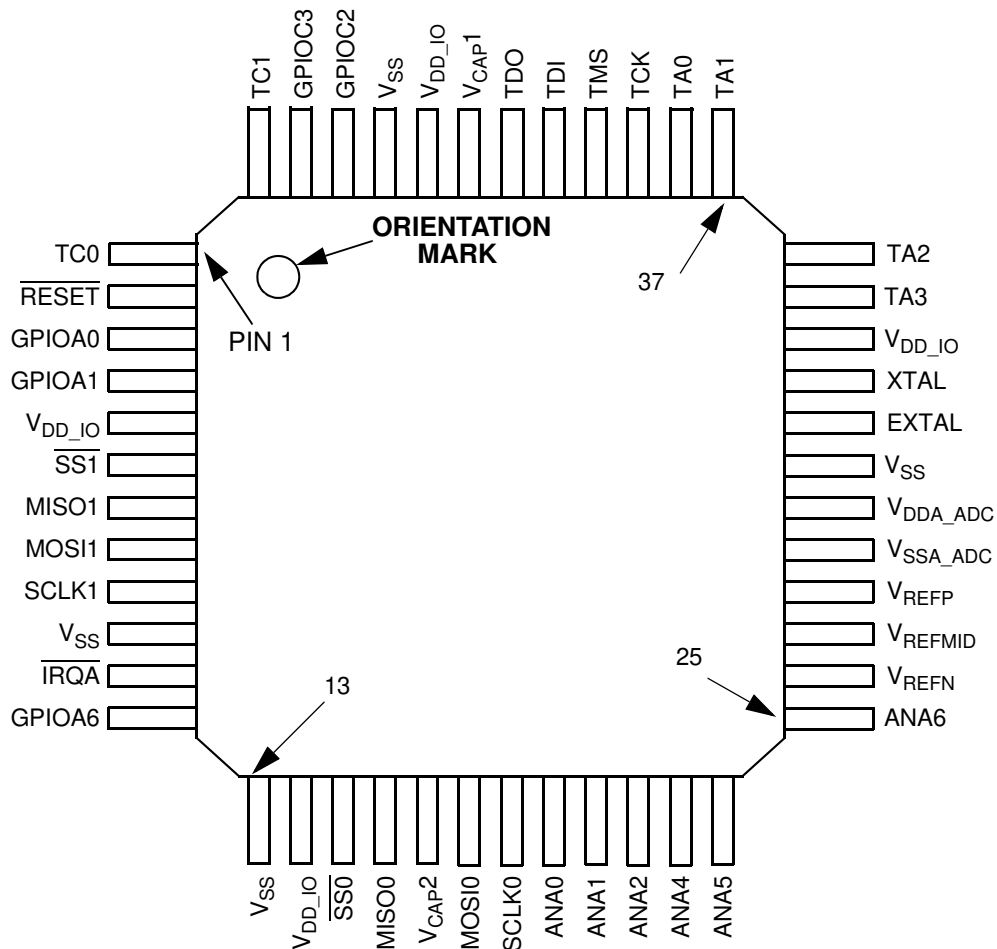 TC1
GPIOC3
GPIOC2
VSS
VDD_IO
VCAP1
TDO
TDI
TMS
TCK
TA0
TA1
ORIENTATION
MARK
37
PIN 1
TC0
RESET
GPIOA0
GPIOA1
VDD_IO
SS1
MISO1
MOSI1
SCLK1
VSS
IRQA
GPIOA6
TA2
TA3
VDD_IO
XTAL
EXTAL
VSS
VDDA_ADC
VSSA_ADC
VREFP
VREFMID
VREFN
ANA6
13
25
VSS
VDD_IO
SS0
MISO0
VCAP2
MOSI0
SCLK0
ANA0
ANA1
ANA2
ANA4
ANA5